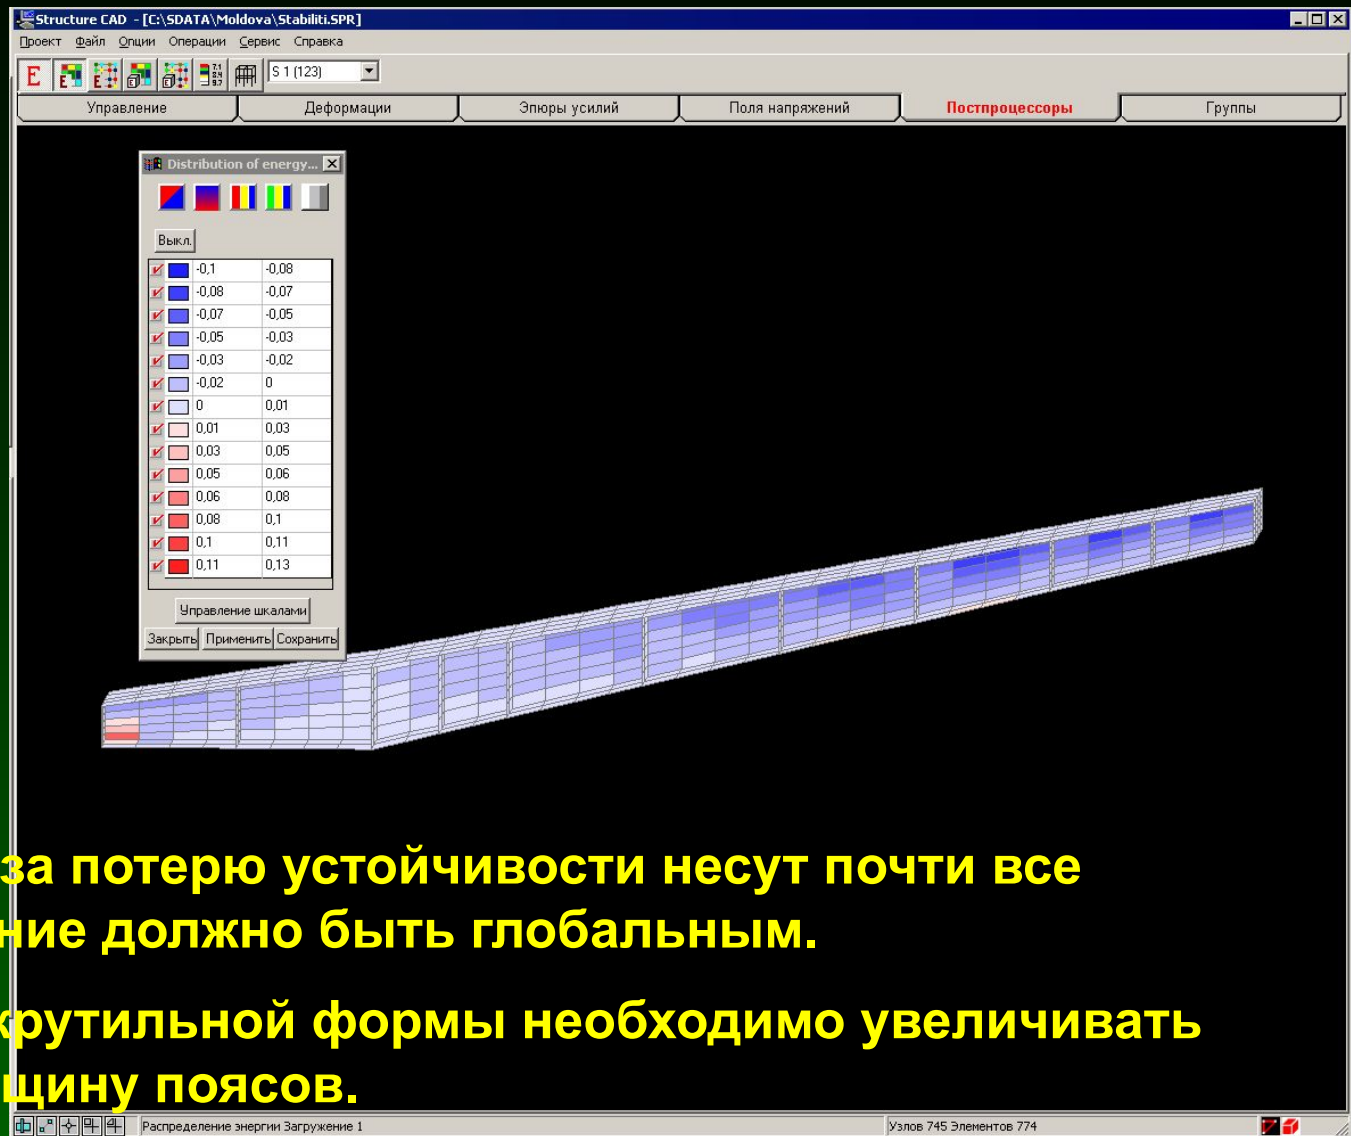 Structure CAD - [C:\SDATA\Moldova\Stabiliti.SPR]
Проект Файл Опции Операции Сервис Справка
S 1 (123)
Управление Деформации Эпюры усилий Поля напряжений Постпроцессоры Группы
Distribution of energy...
Выкл.
-0,1 -0,08
-0,08 -0,07
-0,07 -0,05
-0,05 -0,03
-0,03 -0,02
-0,02 0
0 0,01
0,01 0,03
0,03 0,05
0,05 0,06
0,06 0,08
0,08 0,1
0,1 0,11
0,11 0,13
Управление шкалами
Закрыть Применить Сохранить
за потерю устойчивости несут почти все
ние должно быть глобальным.
крутильной формы необходимо увеличивать
щину поясов.
Распределение энергии Загружение 1 Узлов 745 Элементов 774